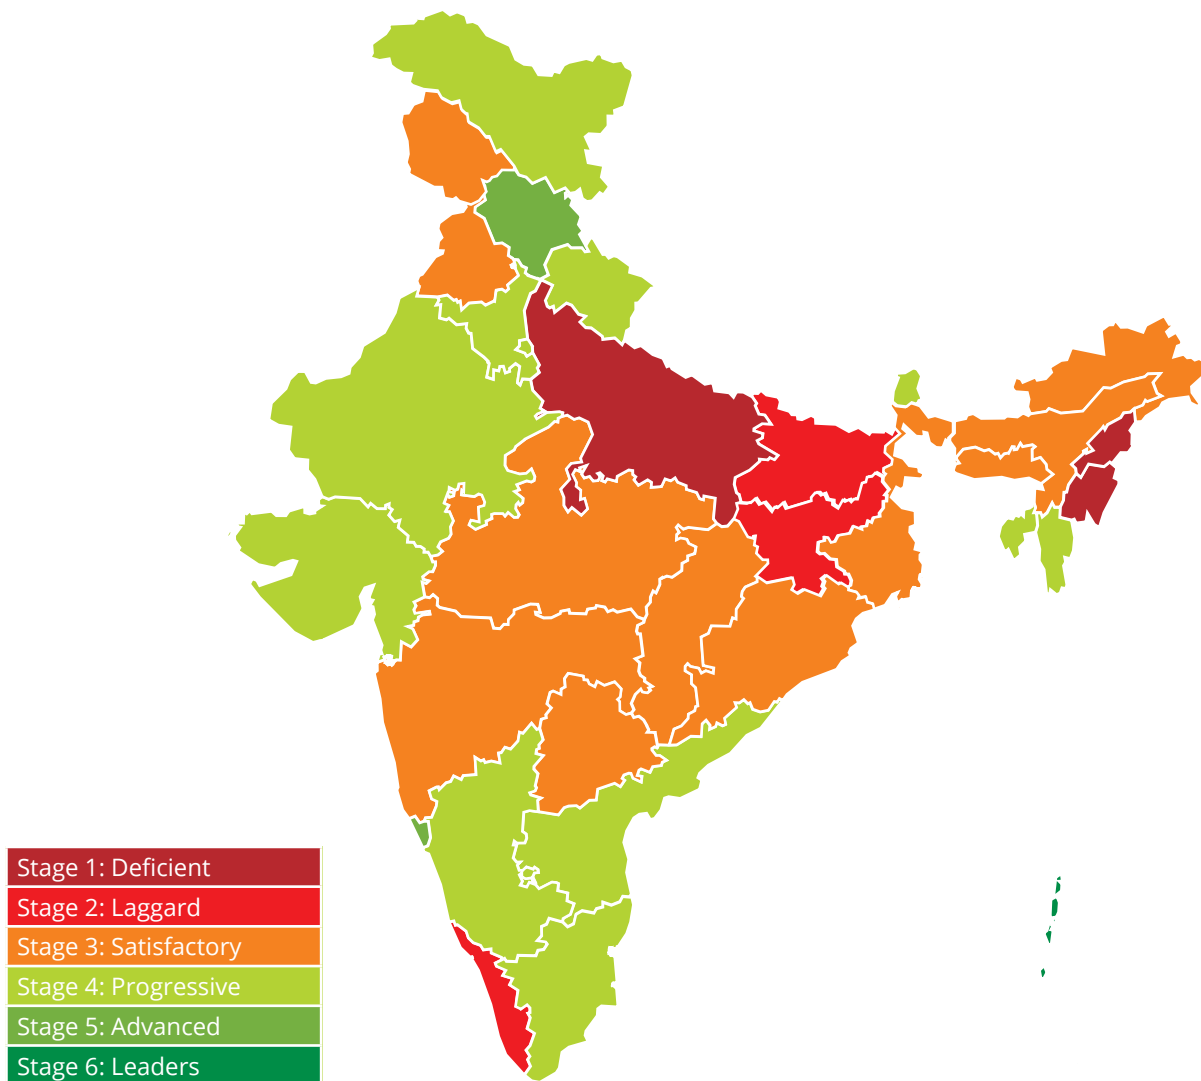 Stage 1: Deficient
Stage 2: Laggard
Stage 3: Satisfactory
Stage 4: Progressive
Stage 5: Advanced
Stage 6: Leaders